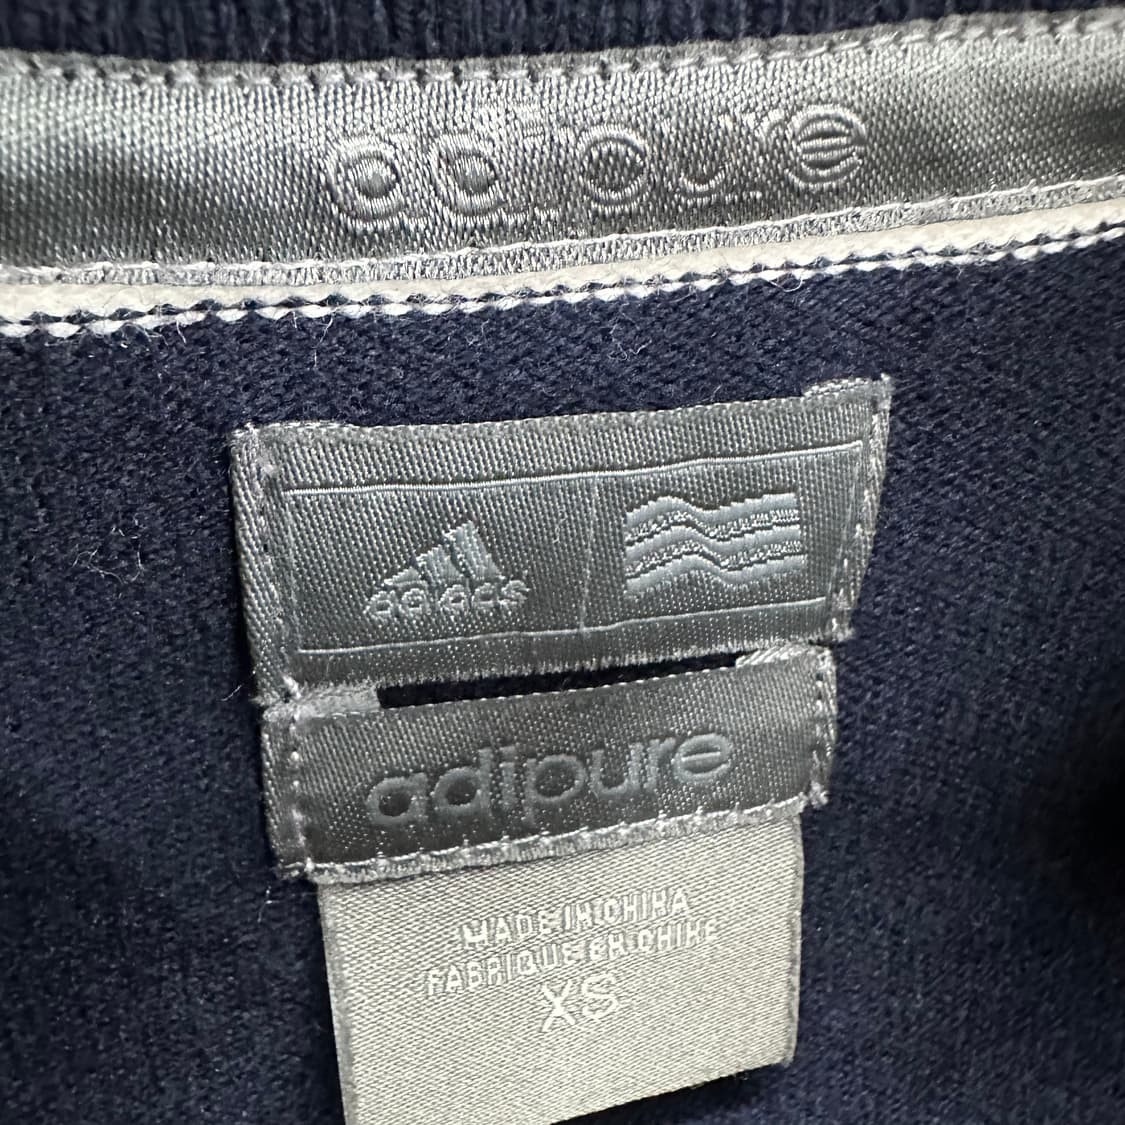 adipure
adidas
adipure
MADE IN CHINA
FABRIQUE EN CHINE
XS